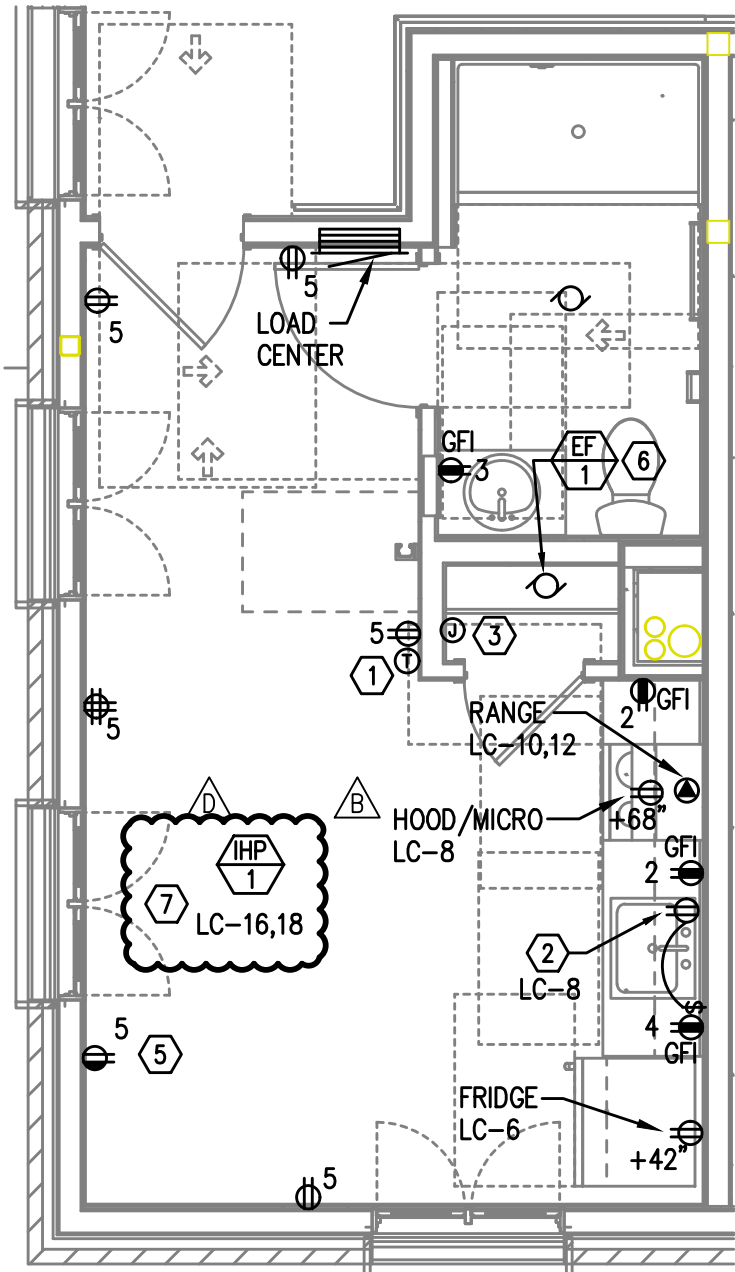 5
5
LOAD
CENTER
GFI
3
EF
1
6
5
J
3
1
T
GFI
2
RANGE
LC-10,12
5
D
B
HOOD/MICRO
LC-8
+68"
GFI
2
IHP
1
7
LC-16,18
2
LC-8
S
4
GFI
5
5
FRIDGE
LC-6
+42"
5